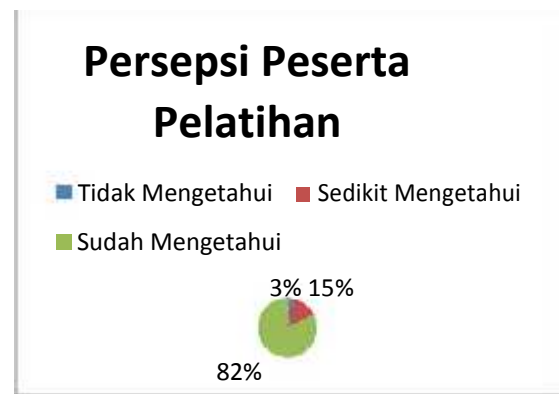 Persepsi Peserta
Pelatihan
Tidak Mengetahui Sedikit Mengetahui
Sudah Mengetahui
3% 15%
82%